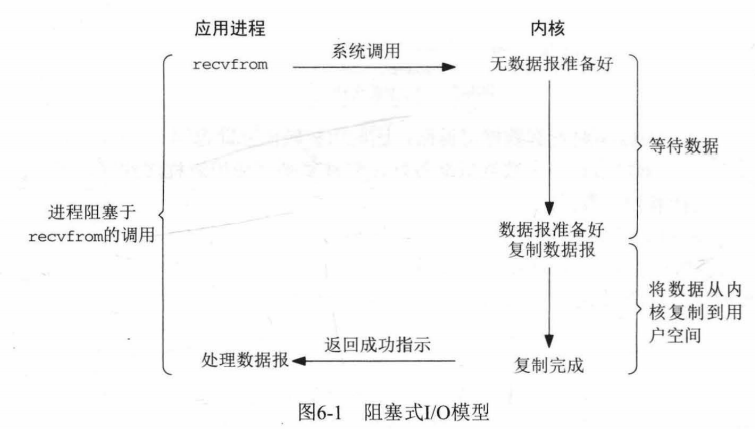 应用进程
内核
recvfrom
系统调用
无数据报准备好
等待数据
进程阻塞于
recvfrom的调用
数据报准备好
复制数据报
将数据从内
核复制到用
户空间
处理数据报
返回成功指示
复制完成
图6-1 阻塞式I/O模型